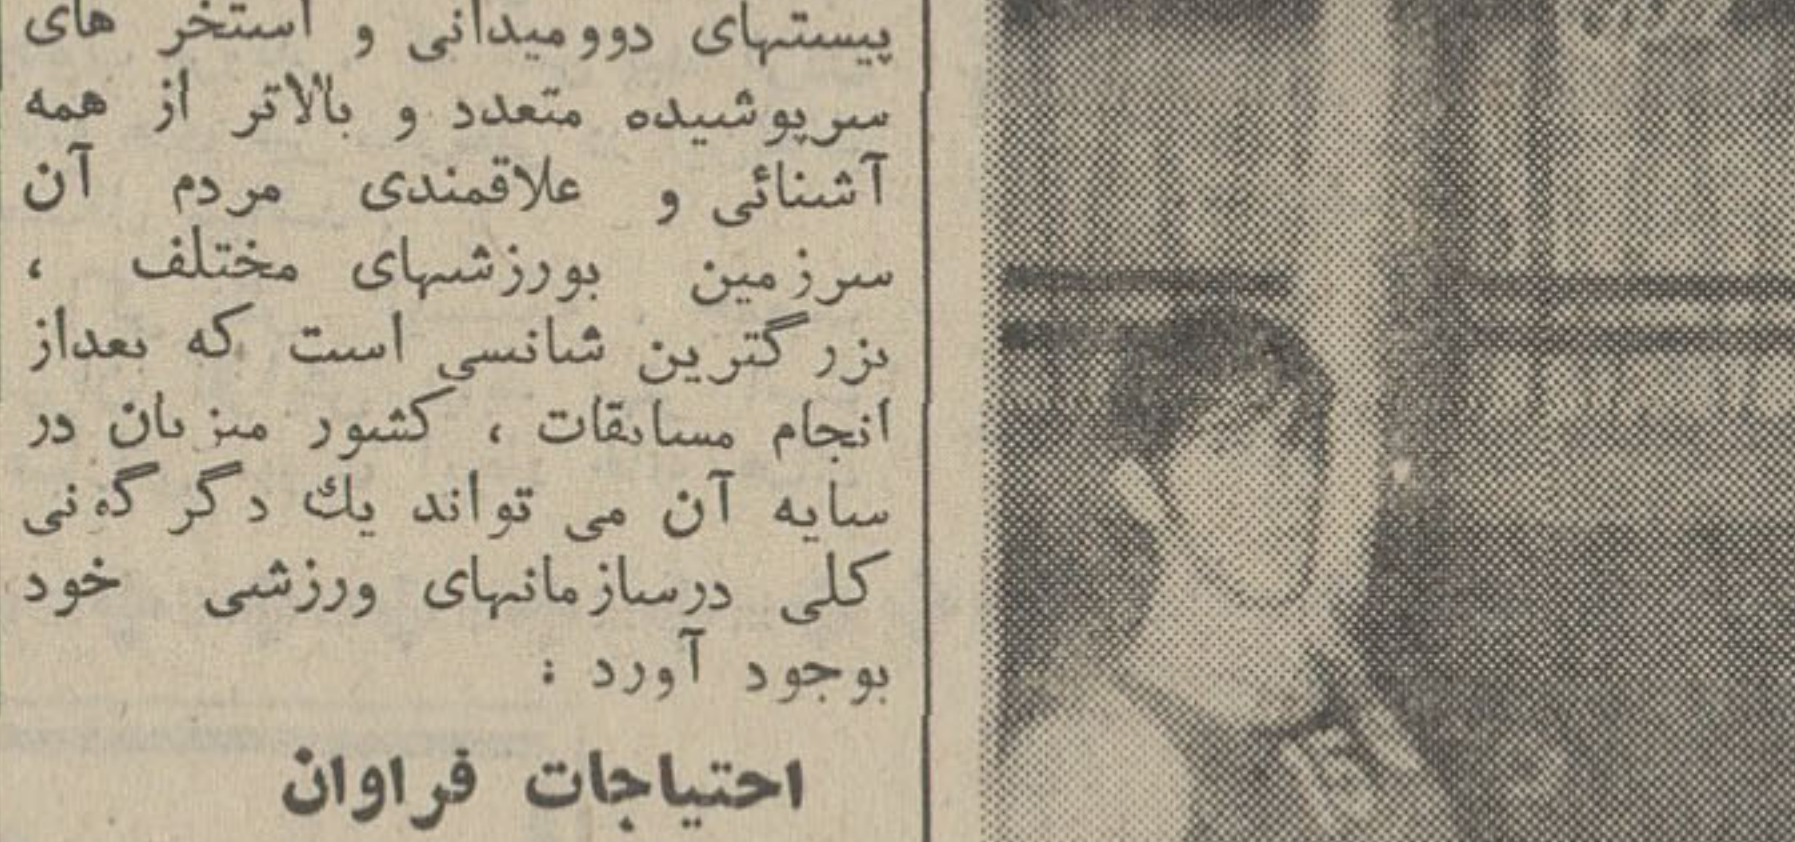 پیستهای دوومیدانی و استخر های
سرپوشیده متعدد و بالاتر از همه
آشنائی و علاقمندی مردم آن
سرزمین بورزشهای مختلف ،
بزرگترین شانسی است که بعداز
انجام مسابقات ، کشور میزبان در
سایه آن می تواند یك دگر گونی
کلی درسازمانهای ورزشی خود
بوجود آورد :
احتیاجات فراوان